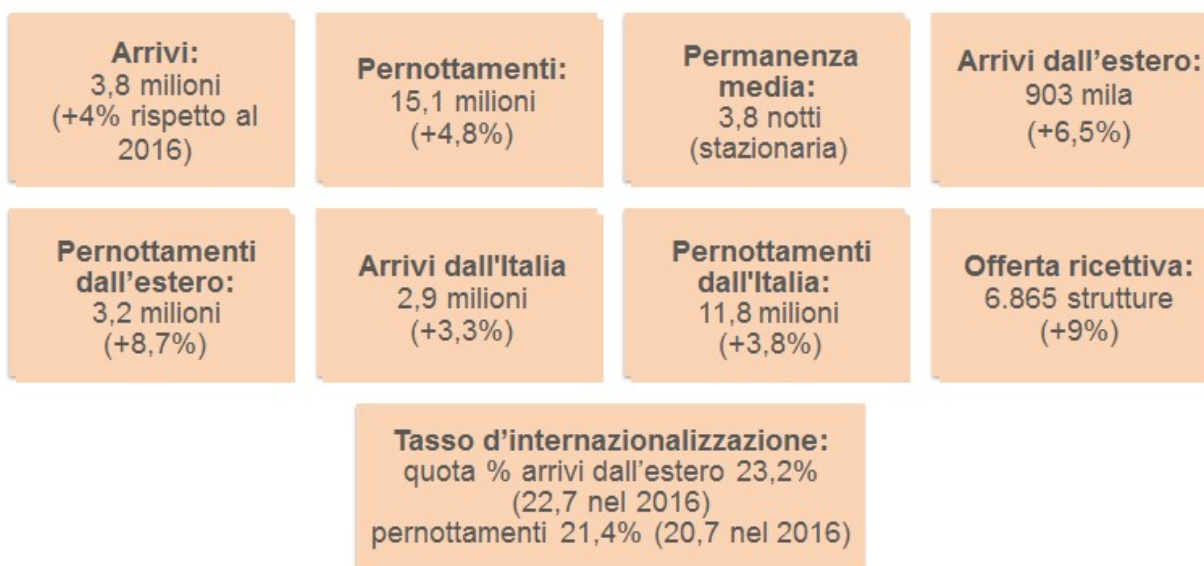 Arrivi:
3,8 milioni
(+4% rispetto al
2016)
Pernottamenti:
15,1 milioni
(+4,8%)
Permanenza
media:
3,8 notti
(stazionaria)
Arrivi dall’estero:
903 mila
(+6,5%)
Pernottamenti
dall’estero:
3,2 milioni
(+8,7%)
Arrivi dall'Italia
2,9 milioni
(+3,3%)
Pernottamenti
dall'Italia:
11,8 milioni
(+3,8%)
Offerta ricettiva:
6.865 strutture
(+9%)
Tasso d’internazionalizzazione:
quota % arrivi dall’estero 23,2%
(22,7 nel 2016)
pernottamenti 21,4% (20,7 nel 2016)